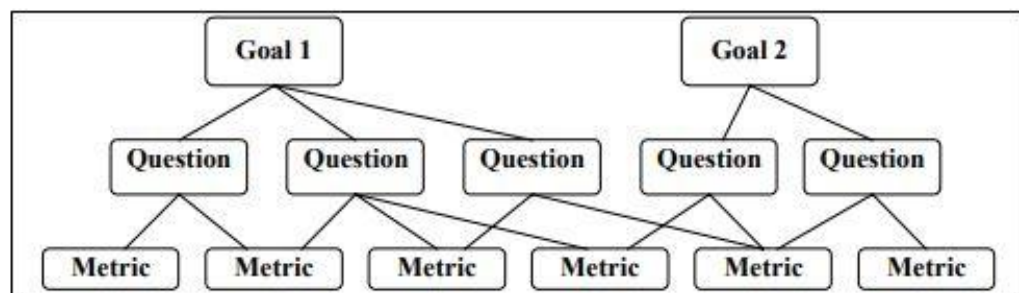 Goal 1 Goal 2
Question Question Question Question Question
Metric Metric Metric Metric Metric Metric